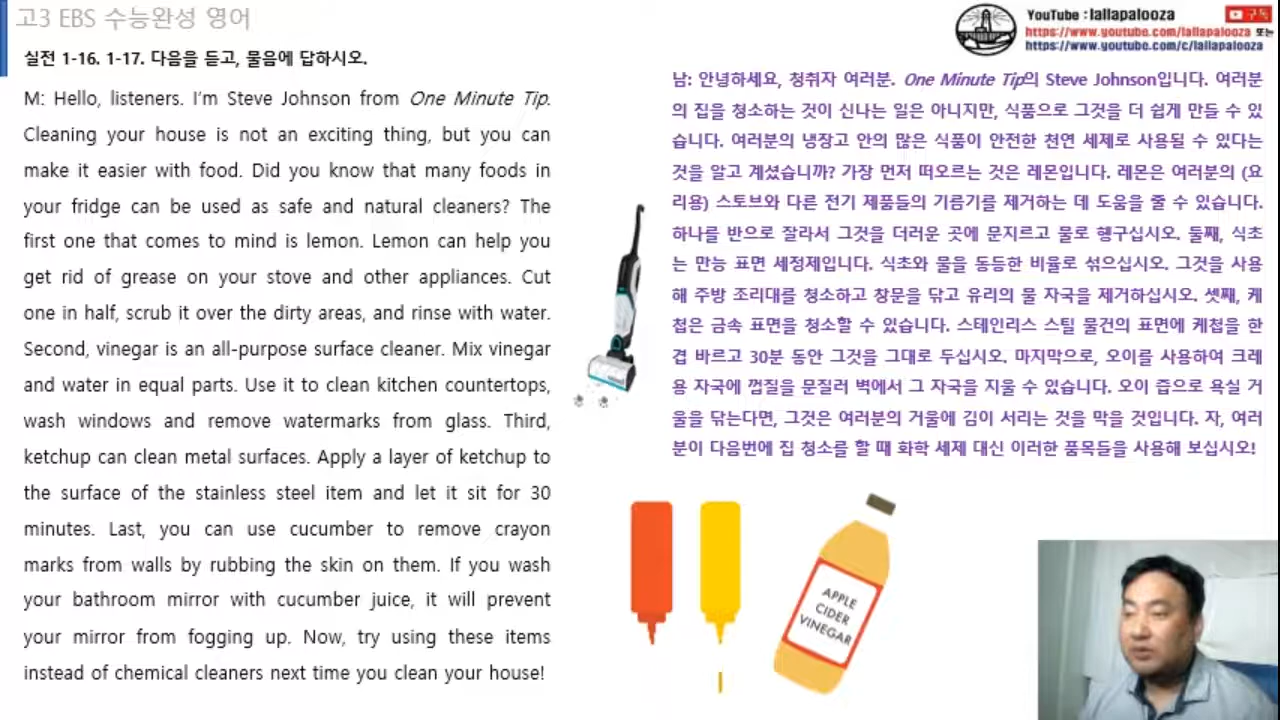 고3 EBS 수능완성 영어
YouTube : lallapalooza
구독
https://www.youtube.com/lallapalooza 또는
https://www.youtube.com/c/lallapalooza
실전 1-16. 1-17. 다음을 듣고, 물음에 답하시오.
M: Hello, listeners. I'm Steve Johnson from One Minute Tip.
Cleaning your house is not an exciting thing, but you can
make it easier with food. Did you know that many foods in
your fridge can be used as safe and natural cleaners? The
first one that comes to mind is lemon. Lemon can help you
get rid of grease on your stove and other appliances. Cut
one in half, scrub it over the dirty areas, and rinse with water.
Second, vinegar is an all-purpose surface cleaner. Mix vinegar
and water in equal parts. Use it to clean kitchen countertops,
wash windows and remove watermarks from glass. Third,
ketchup can clean metal surfaces. Apply a layer of ketchup to
the surface of the stainless steel item and let it sit for 30
minutes. Last, you can use cucumber to remove crayon
marks from walls by rubbing the skin on them. If you wash
your bathroom mirror with cucumber juice, it will prevent
your mirror from fogging up. Now, try using these items
instead of chemical cleaners next time you clean your house!
남: 안녕하세요, 청취자 여러분. One Minute Tip의 Steve Johnson입니다. 여러분
의 집을 청소하는 것이 신나는 일은 아니지만, 식품으로 그것을 더 쉽게 만들 수 있
습니다. 여러분의 냉장고 안의 많은 식품이 안전한 천연 세제로 사용될 수 있다는
것을 알고 계셨습니까? 가장 먼저 떠오르는 것은 레몬입니다. 레몬은 여러분의 (요
리용) 스토브와 다른 전기 제품들의 기름기를 제거하는 데 도움을 줄 수 있습니다.
하나를 반으로 잘라서 그것을 더러운 곳에 문지르고 물로 헹구십시오. 둘째, 식초
는 만능 표면 세정제입니다. 식초와 물을 동등한 비율로 섞으십시오. 그것을 사용
해 주방 조리대를 청소하고 창문을 닦고 유리의 물 자국을 제거하십시오. 셋째, 케
첩은 금속 표면을 청소할 수 있습니다. 스테인리스 스틸 물건의 표면에 케첩을 한
겹 바르고 30분 동안 그것을 그대로 두십시오. 마지막으로, 오이를 사용하여 크레
용 자국에 껍질을 문질러 벽에서 그 자국을 지울 수 있습니다. 오이 즙으로 욕실 거
울을 닦는다면, 그것은 여러분의 거울에 김이 서리는 것을 막을 것입니다. 자, 여러
분이 다음번에 집 청소를 할 때 화학 세제 대신 이러한 품목들을 사용해 보십시오!
APPLE
CIDER
VINEGAR